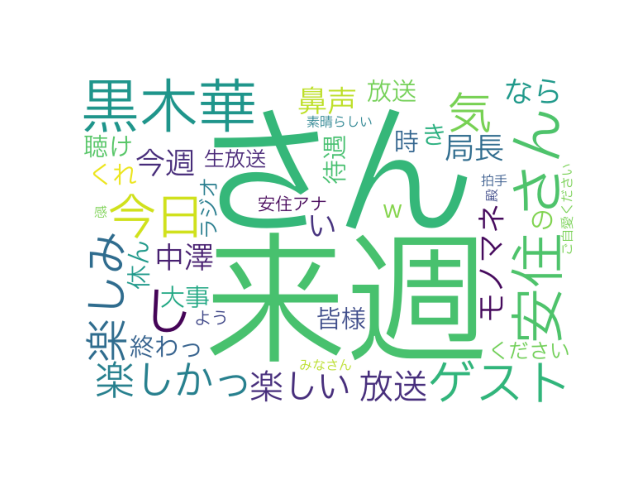 黒木華
さん
来週
鼻声
放送
なら
素晴らしい
気
聴け
今週
生放送
待遇
時
き
局長
くれ
ラジオ
安住アナ
い
w
拍手
殿
の
安住
さん
ご自愛ください
感
今日
モノマネ
楽しみ
休ん
中澤
し
大事
よう
皆様
終わっ
みなさん
ください
楽しかっ
楽しい
放送
ゲスト